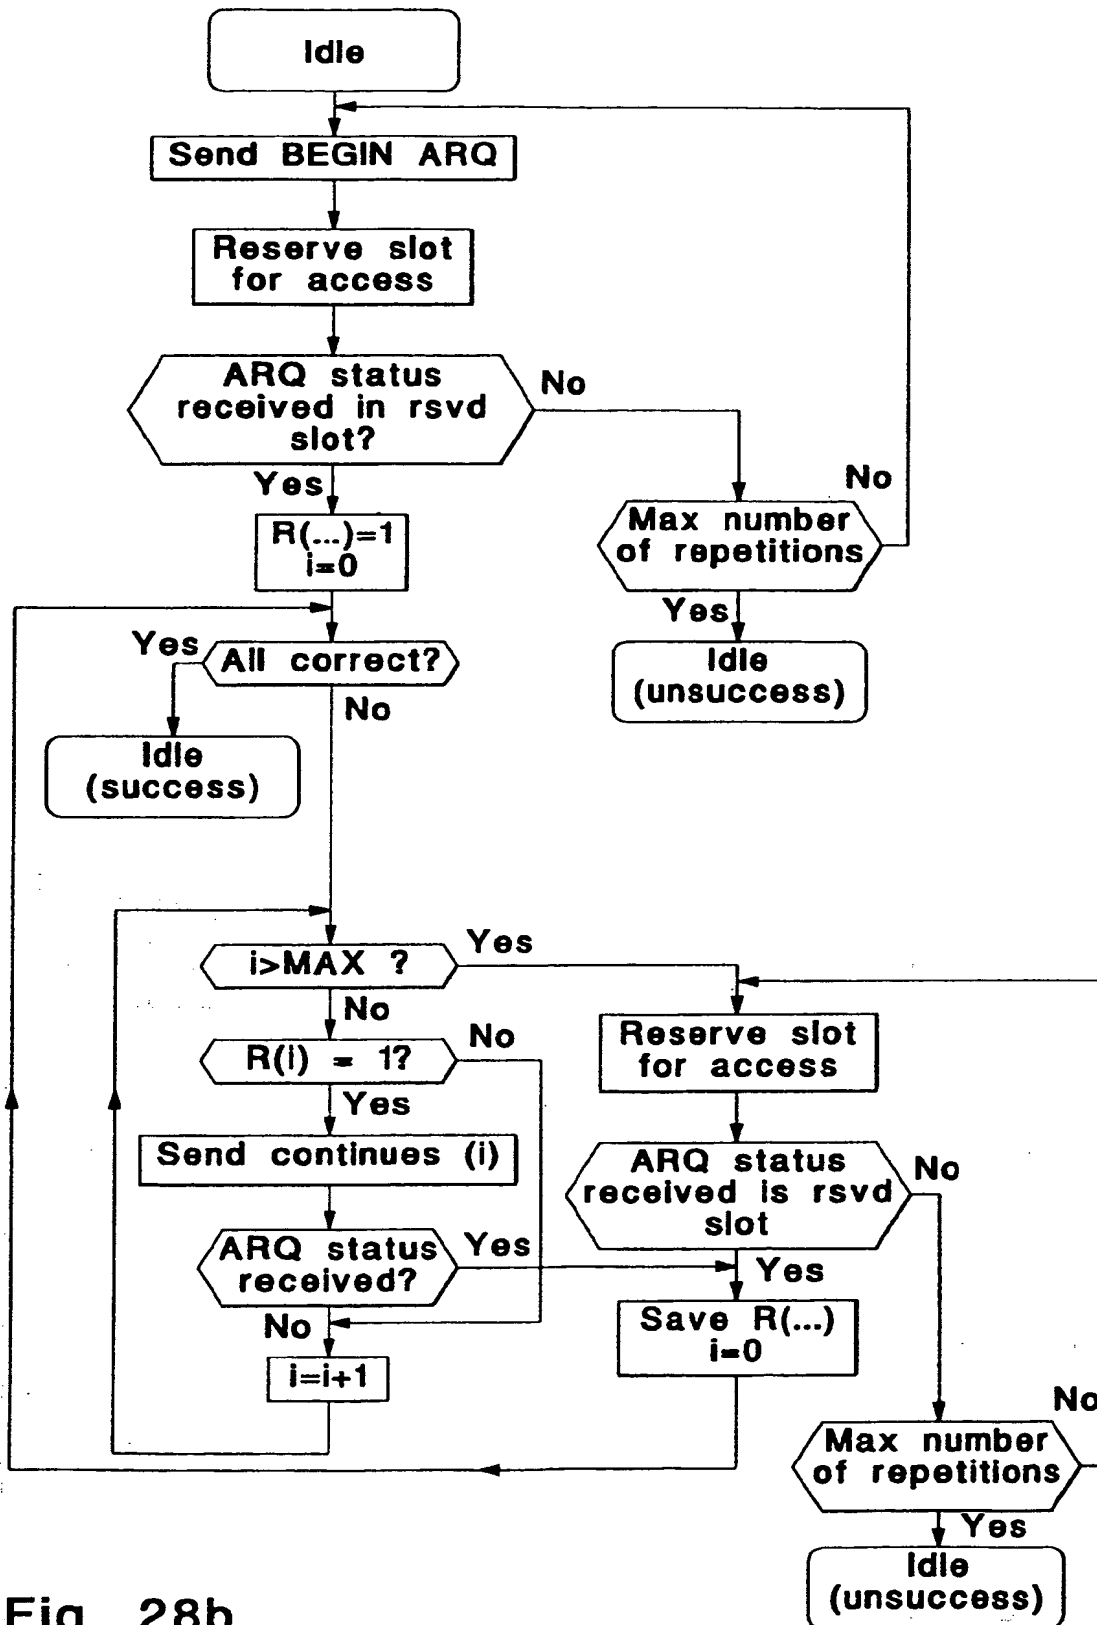 Idle
Send BEGIN ARQ
Reserve slot
for access
ARQ status
received in rsvd
slot?
No
Yes
No
R(...)=1
i=0
Max number
of repetitions
Yes
Yes
All correct?
No
Idle
(unsuccess)
Idle
(success)
i>MAX ?
Yes
No
Reserve slot
for access
R(i) = 1?
No
Yes
Send continues (i)
ARQ status
received is rsvd
slot
No
ARQ status
received?
Yes
Yes
No
Save R(...)
i=0
i=i+1
No
Max number
of repetitions
Yes
Idle
(unsuccess)
Fig. 28b